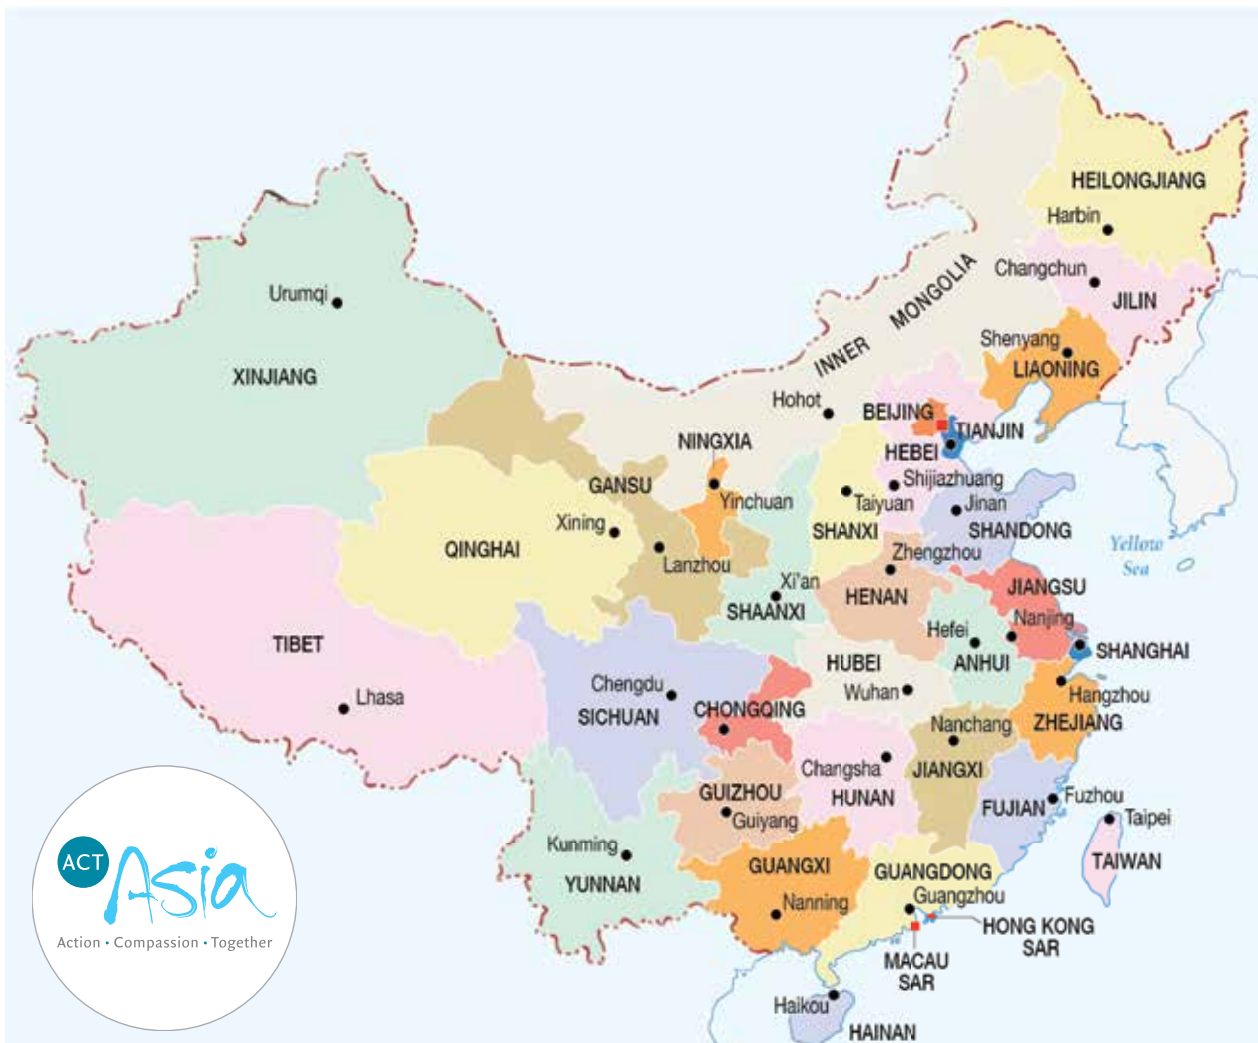 HEILONGJIANG
Harbin
Changchun
JILIN
INNER MONGOLIA
Urumqi
Shenyang
LIAONING
XINJIANG
Hohot
BEIJING
TIANJIN
NINGXIA
HEBEI
GANSU
Yinchuan
Shijiazhuang
Taiyuan
Jinan
SHANXI
SHANDONG
Xining
QINGHAI
Lanzhou
Zhengzhou
Yellow
Sea
Xi'an
SHAANXI
HENAN
JIANGSU
Nanjing
Hefei
ANHUI
SHANGHAI
TIBET
HUBEI
Wuhan
Chengdu
SICHUAN
CHONGQING
Lhasa
Hangzhou
ZHEJIANG
Nanchang
JIANGXI
Changsha
HUNAN
GUIZHOU
Guiyang
FUJIAN
Fuzhou
Taipei
TAIWAN
Kunming
YUNNAN
GUANGXI
Nanning
GUANGDONG
Guangzhou
HONG KONG
SAR
MACAU
SAR
Haikou
HAINAN
ACT
Asia
Action • Compassion • Together